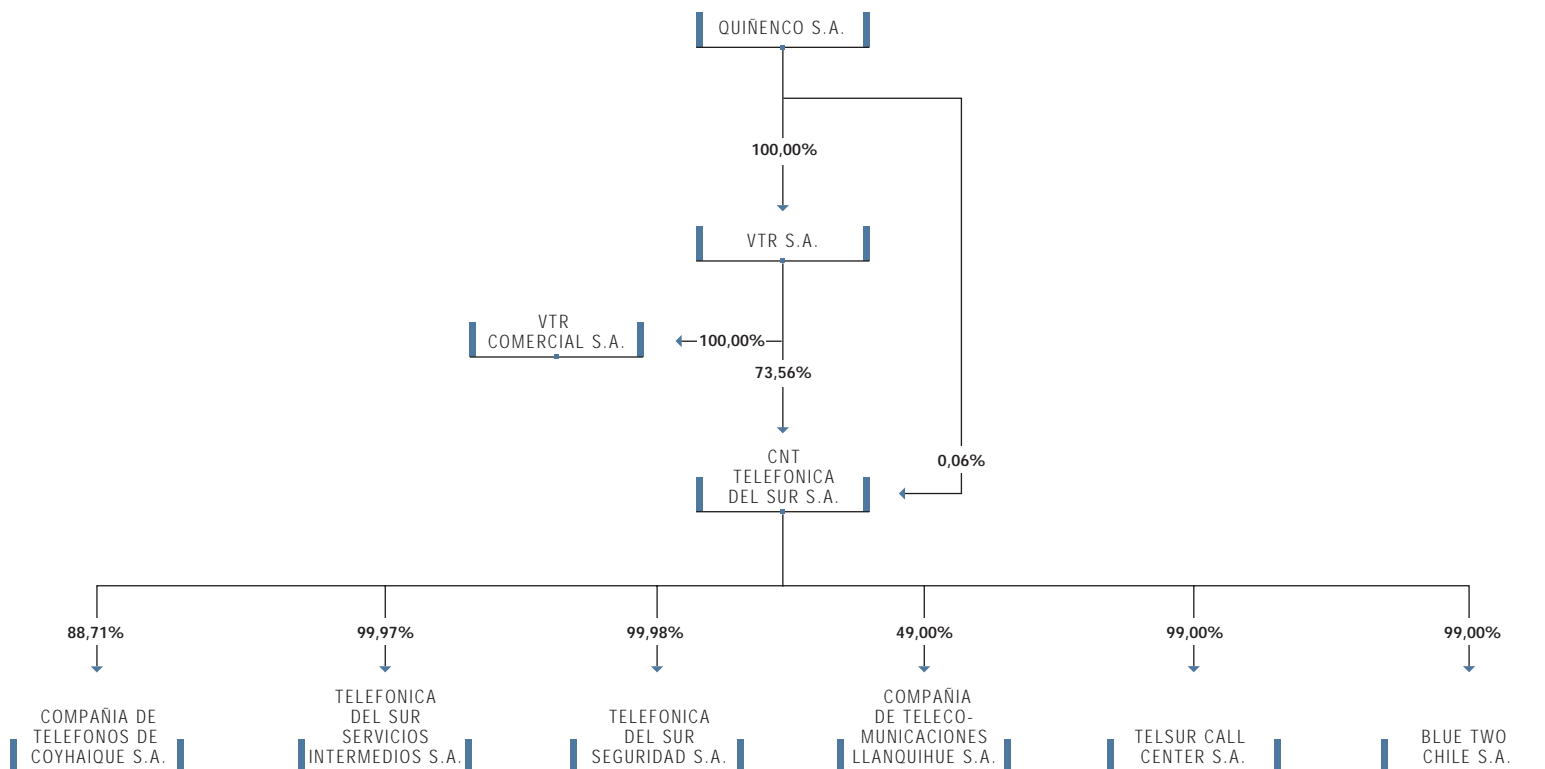 QUIÑENCO S.A.
100,00%
VTR S.A.
VTR
COMERCIAL S.A.
100,00%
73,56%
CNT
TELEFONICA
DEL SUR S.A.
0,06%
88,71%
99,97%
99,98%
49,00%
99,00%
99,00%
COMPAÑIA DE
TELEFONOS DE
COYHAIQUE S.A.
TELEFONICA
DEL SUR
SERVICIOS
INTERMEDIOS S.A.
TELEFONICA
DEL SUR
SEGURIDAD S.A.
COMPAÑIA
DE TELECO-
MUNICACIONES
LLANQUIHUE S.A.
TELSUR CALL
CENTER S.A.
BLUE TWO
CHILE S.A.